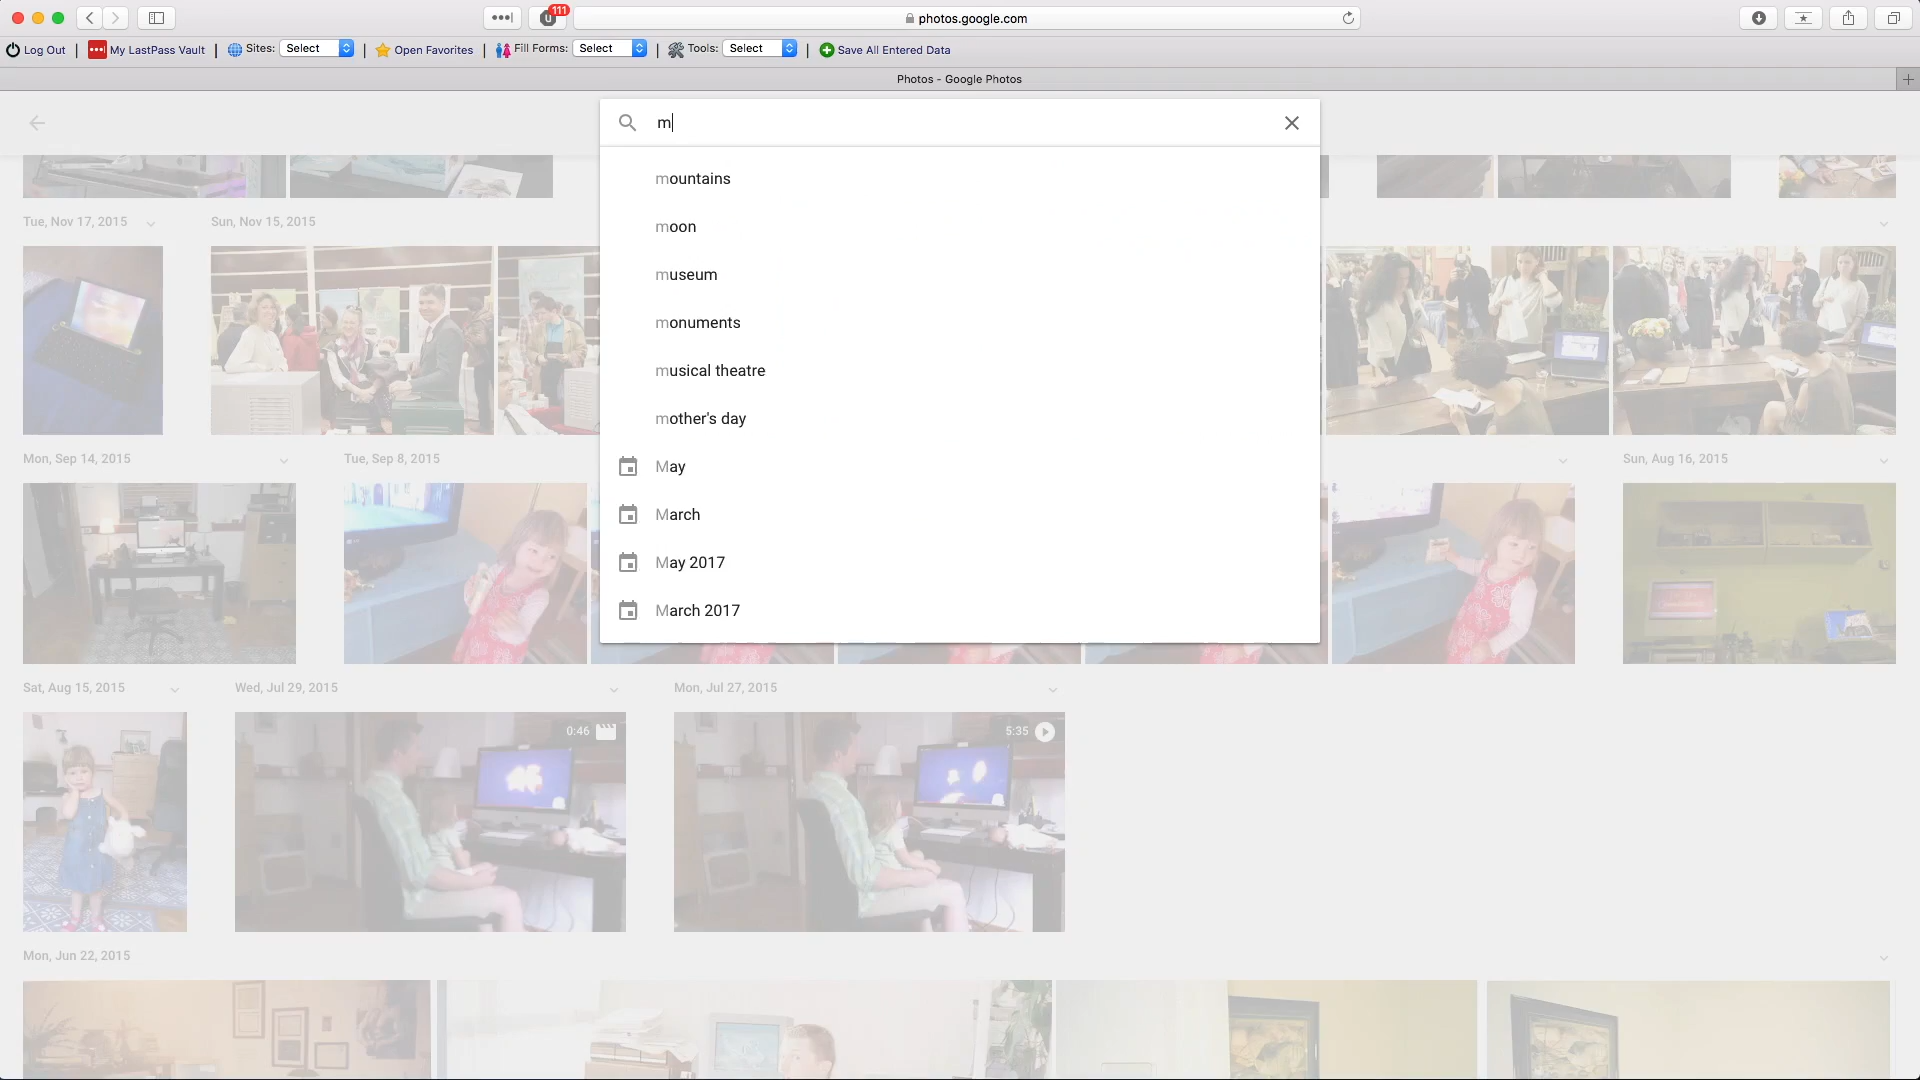 111
photos.google.com
Log Out | My LastPass Vault | Sites: Select | Open Favorites | Fill Forms: Select | Tools: Select | Save All Entered Data
Photos - Google Photos
m
mountains
moon
museum
monuments
musical theatre
mother's day
May
March
May 2017
March 2017
Tue, Nov 17, 2015
Sun, Nov 15, 2015
Mon, Sep 14, 2015
Tue, Sep 8, 2015
Sun, Aug 16, 2015
Sat, Aug 15, 2015
Wed, Jul 29, 2015
Mon, Jul 27, 2015
0:46
5:35
Mon, Jun 22, 2015